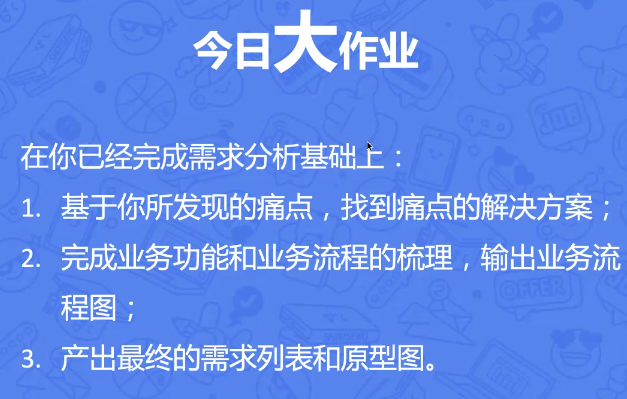 今日大作业
在你已经完成需求分析基础上：
1. 基于你所发现的痛点，找到痛点的解决方案；
2. 完成业务功能和业务流程的梳理，输出业务流
程图；
3. 产出最终的需求列表和原型图。
JOB
OFFER